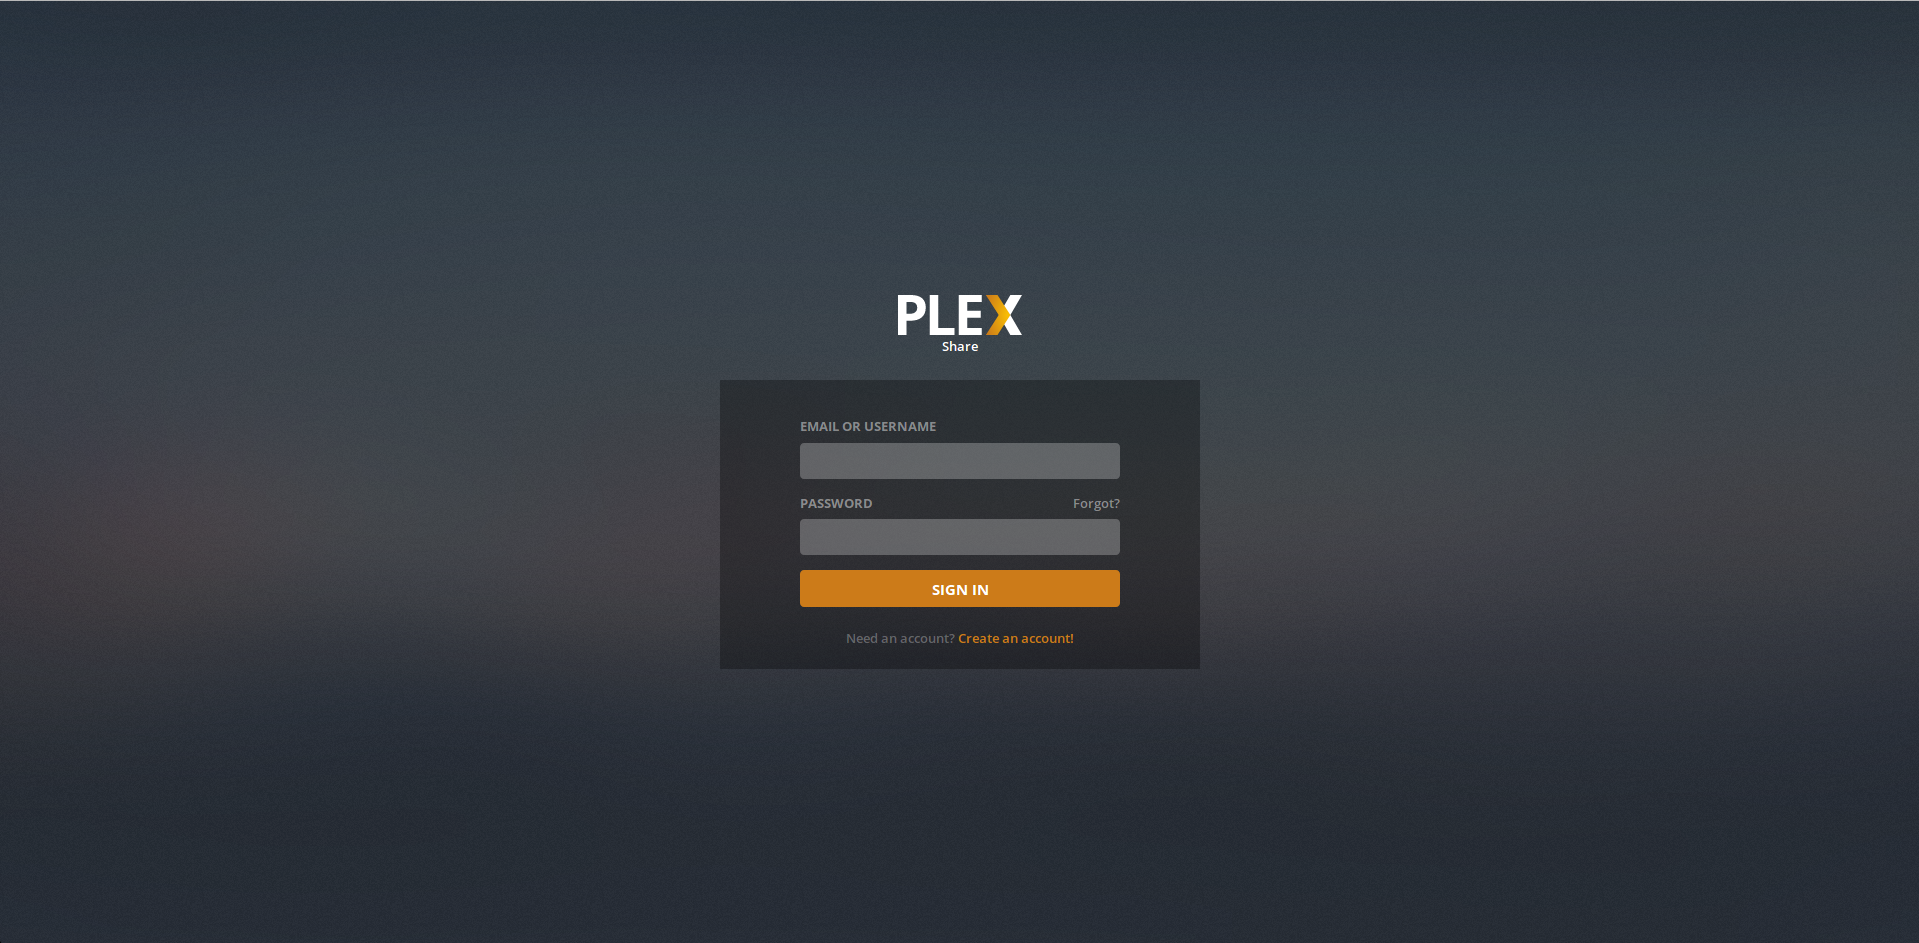 PLEX
Share
EMAIL OR USERNAME
PASSWORD Forgot?
SIGN IN
Need an account? Create an account!